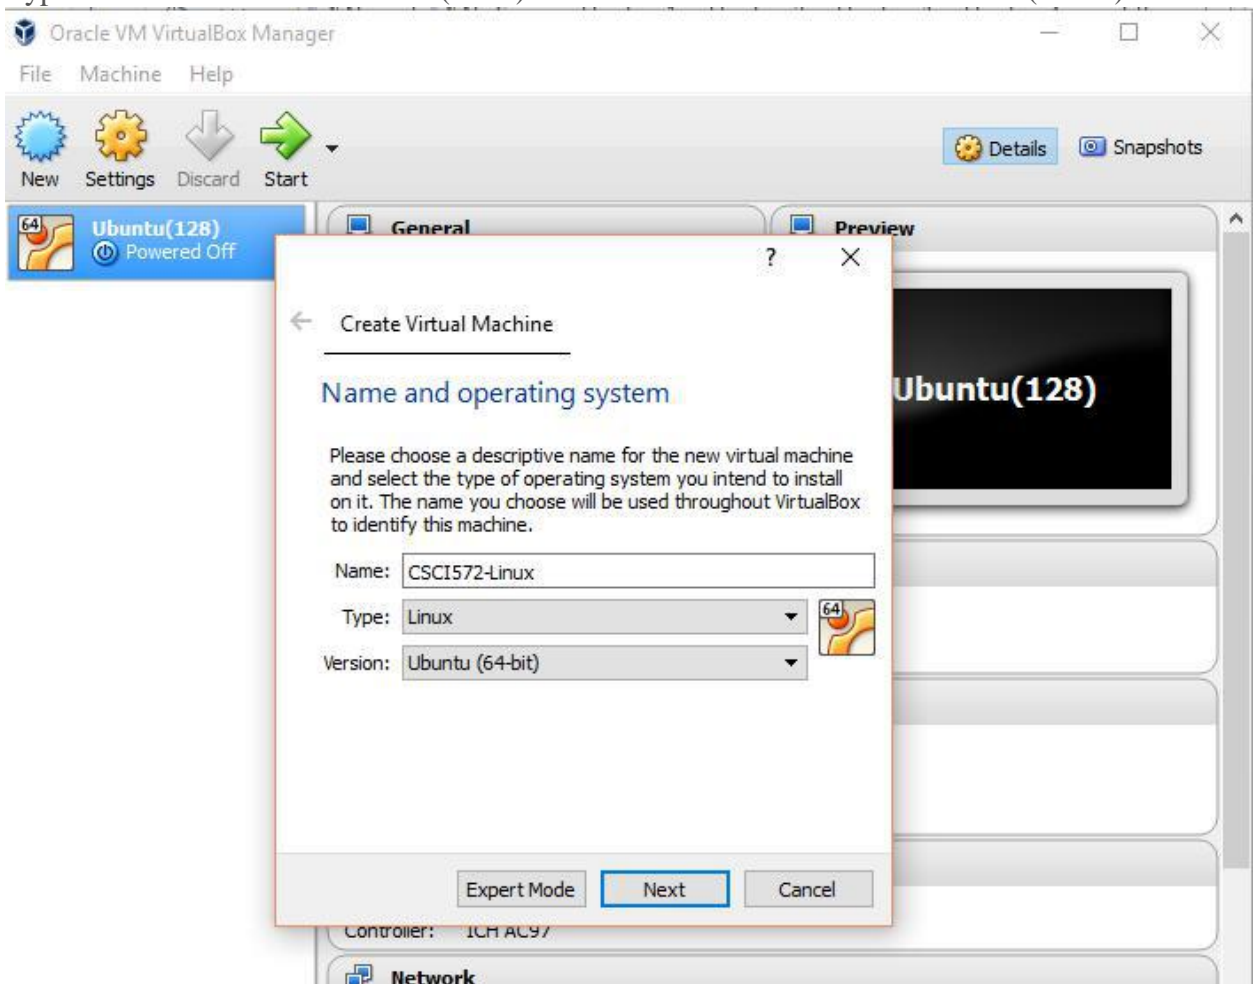 Oracle VM VirtualBox Manager
File Machine Help
New Settings Discard Start
Details Snapshots
64 Ubuntu(128)
Powered Off
General
Preview
?
Create Virtual Machine
Ubuntu(128)
Name and operating system
Please choose a descriptive name for the new virtual machine
and select the type of operating system you intend to install
on it. The name you choose will be used throughout VirtualBox
to identify this machine.
Name: CSCI572-Linux
Type: Linux
64
Version: Ubuntu (64-bit)
Expert Mode Next Cancel
Controller: ICH AC97
Network